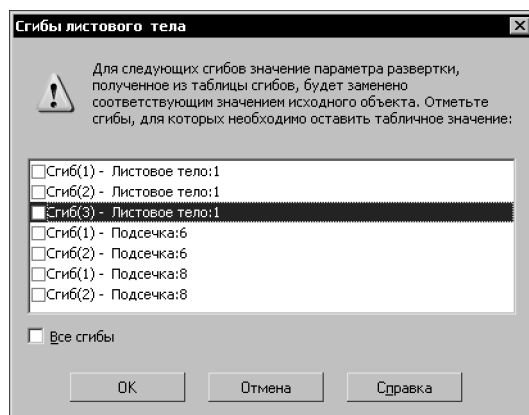 Сгибы листового тела
Для следующих сгибов значение параметра развертки,
полученное из таблицы сгибов, будет заменено
соответствующим значением исходного объекта. Отметьте
сгибы, для которых необходимо оставить табличное значение:
Сгиб(1) - Листовое тело:1
Сгиб(2) - Листовое тело:1
Сгиб(3) - Листовое тело:1
Сгиб(1) - Подсечка:6
Сгиб(2) - Подсечка:6
Сгиб(1) - Подсечка:8
Сгиб(2) - Подсечка:8
Все сгибы
OK
Отмена
Справка